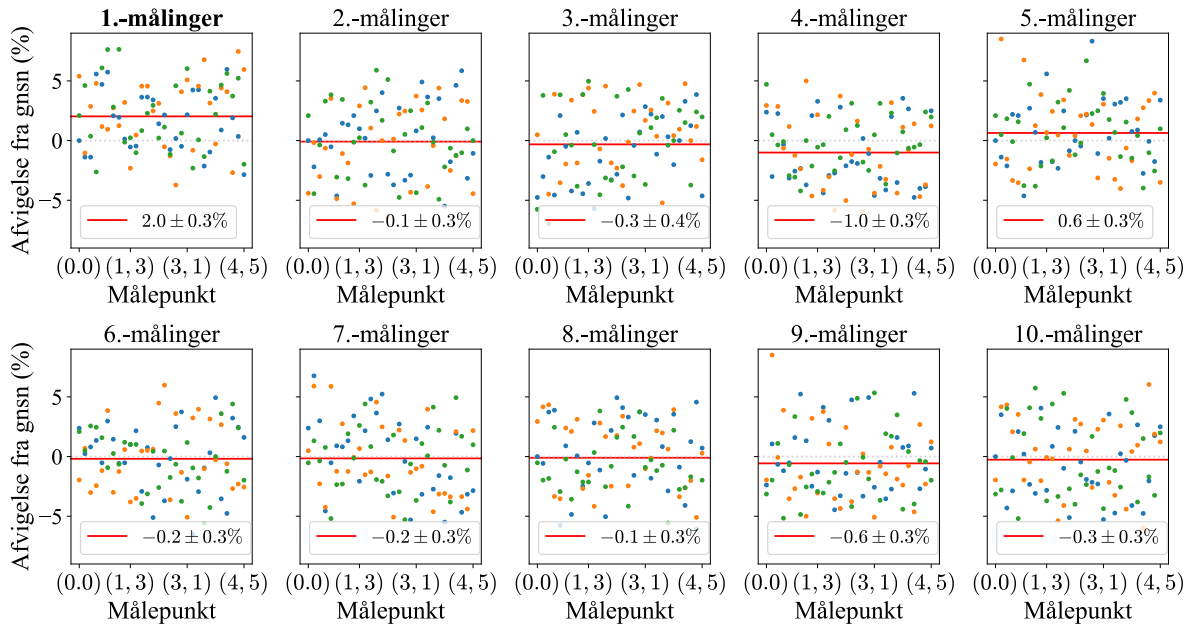 1.-målinger
2.-målinger
3.-målinger
4.-målinger
5.-målinger
Afvigelse fra gnsn (%)
5
0
−5
2.0 ± 0.3%
−0.1 ± 0.3%
−0.3 ± 0.4%
−1.0 ± 0.3%
0.6 ± 0.3%
(0.0) (1, 3) (3, 1) (4, 5)
(0.0) (1, 3) (3, 1) (4, 5)
(0.0) (1, 3) (3, 1) (4, 5)
(0.0) (1, 3) (3, 1) (4, 5)
(0.0) (1, 3) (3, 1) (4, 5)
Målepunkt
Målepunkt
Målepunkt
Målepunkt
Målepunkt
6.-målinger
7.-målinger
8.-målinger
9.-målinger
10.-målinger
Afvigelse fra gnsn (%)
5
0
−5
−0.2 ± 0.3%
−0.2 ± 0.3%
−0.1 ± 0.3%
−0.6 ± 0.3%
−0.3 ± 0.3%
(0.0) (1, 3) (3, 1) (4, 5)
(0.0) (1, 3) (3, 1) (4, 5)
(0.0) (1, 3) (3, 1) (4, 5)
(0.0) (1, 3) (3, 1) (4, 5)
(0.0) (1, 3) (3, 1) (4, 5)
Målepunkt
Målepunkt
Målepunkt
Målepunkt
Målepunkt